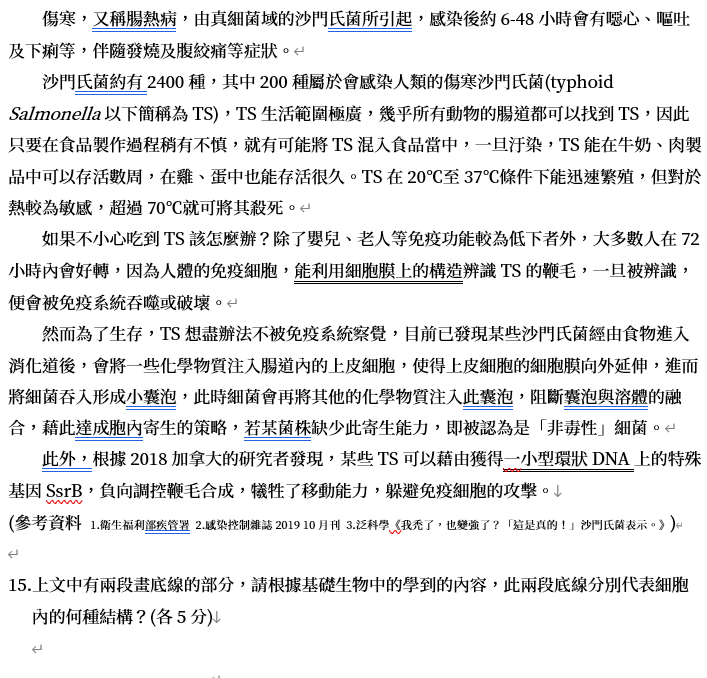 傷寒，又稱腸熱病，由真細菌域的沙門氏菌所引起，感染後約 6-48 小時會有噁心、嘔吐
及下痢等，伴隨發燒及腹絞痛等症狀。
沙門氏菌約有 2400 種，其中 200 種屬於會感染人類的傷寒沙門氏菌(typhoid
Salmonella 以下簡稱為 TS)，TS 生活範圍極廣，幾乎所有動物的腸道都可以找到 TS，因此
只要在食品製作過程稍有不慎，就有可能將 TS 混入食品當中，一旦汙染，TS 能在牛奶、肉製
品中可以存活數周，在雞、蛋中也能存活很久。TS 在 20℃至 37℃條件下能迅速繁殖，但對於
熱較為敏感，超過 70℃就可將其殺死。
如果不小心吃到 TS 該怎麼辦？除了嬰兒、老人等免疫功能較為低下者外，大多數人在 72
小時內會好轉，因為人體的免疫細胞，能利用細胞膜上的構造辨識 TS 的鞭毛，一旦被辨識，
便會被免疫系統吞噬或破壞。
然而為了生存，TS 想盡辦法不被免疫系統察覺，目前已發現某些沙門氏菌經由食物進入
消化道後，會將一些化學物質注入腸道內的上皮細胞，使得上皮細胞的細胞膜向外延伸，進而
將細菌吞入形成小囊泡，此時細菌會再將其他的化學物質注入此囊泡，阻斷囊泡與溶體的融
合，藉此達成胞內寄生的策略，若某菌株缺少此寄生能力，即被認為是「非毒性」細菌。
此外，根據 2018 加拿大的研究者發現，某些 TS 可以藉由獲得一小型環狀 DNA 上的特殊
基因 SsrB，負向調控鞭毛合成，犧牲了移動能力，躲避免疫細胞的攻擊。
(參考資料 1.衛生福利部疾管署 2.感染控制雜誌 2019 10 月刊 3.泛科學《我禿了，也變強了？「這是真的！」沙門氏菌表示。》)
15.上文中有兩段畫底線的部分，請根據基礎生物中的學到的內容，此兩段底線分別代表細胞
內的何種結構？(各 5 分)